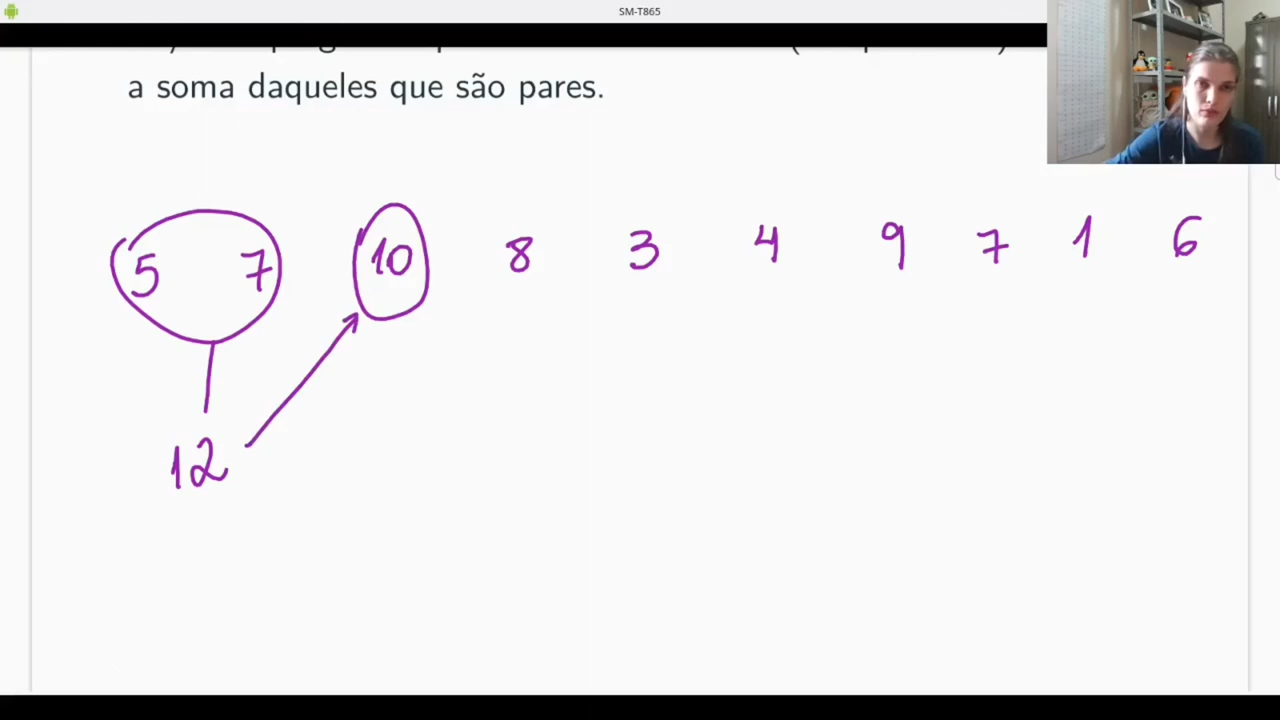 SM-T865
a soma daqueles que são pares.
5 7 10 8 3 4 9 7 1 6
12